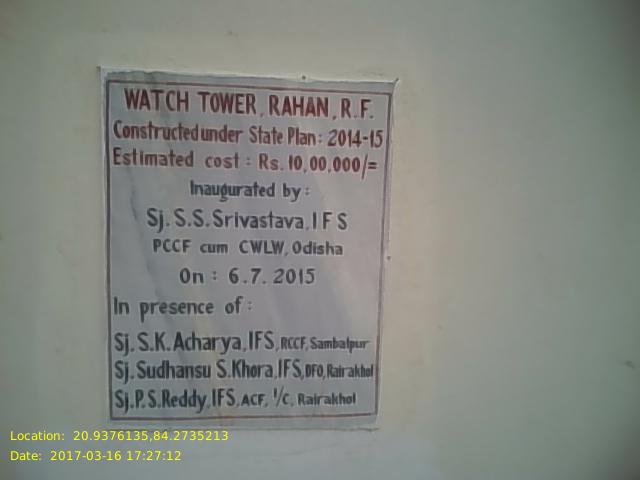 WATCH TOWER, RAHAN, R.F.
Constructed under State Plan: 2014-15
Estimated cost: Rs. 10,00,000/=
Inaugurated by:
Sj. S.S. Srivastava, IFS
PCCF cum CWLW, Odisha
On: 6.7.2015
In presence of:
Sj. S.K. Acharya, IFS, RCCF, Sambalpur
Sj. Sudhansu S. Khora, IFS, DFO, Rairakhol
Sj. P.S. Reddy, IFS, ACF, I/C, Rairakhol
Location: 20.9376135,84.2735213
Date: 2017-03-16 17:27:12